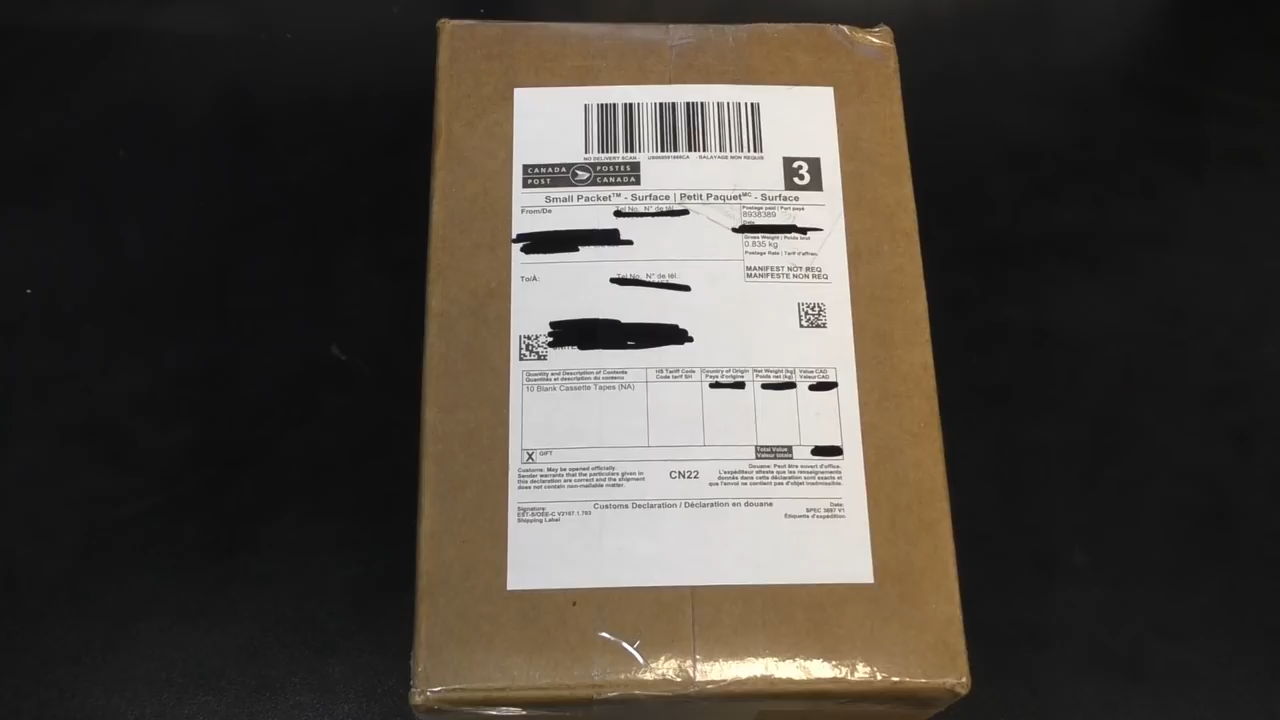 NO DELIVERY SCAN - - BALAYAGE NON REQUIS
CANADA POST POSTES CANADA
3
Small Packet™ - Surface | Petit Paquet MC - Surface
From/De
Tel No. N° de tél.
Postage paid | Port payé
8938389
Date
Gross Weight | Poids brut
0.835 kg
Postage Rate | Tarif d'affran.
MANIFEST NOT REQ
MANIFESTE NON REQ
To/À:
Tel No. N° de tél.:
Quantity and Description of Contents
Quantités et description du contenu
HS Tariff Code
Code tarif SH
Country of Origin
Pays d'origine
Net Weight (kg)
Poids net (kg)
Value CAD
Valeur CAD
10 Blank Cassette Tapes (NA)
X GIFT
Total Value
Valeur totale
Customs: May be opened officially.
Sender warrants that the particulars given in
this declaration are correct and the shipment
does not contain non-mailable matter.
CN22
Douane: Peut être ouvert d'office.
L'expéditeur atteste que les renseignements
donnés dans cette déclaration sont exacts et
que l'envoi ne contient pas d'objet inadmissible.
Customs Declaration / Déclaration en douane
Signature:
EST-S/OEE-C V3107.1.703
Shipping Label
Date:
SPEC 3697 V1
Étiquette d'expédition